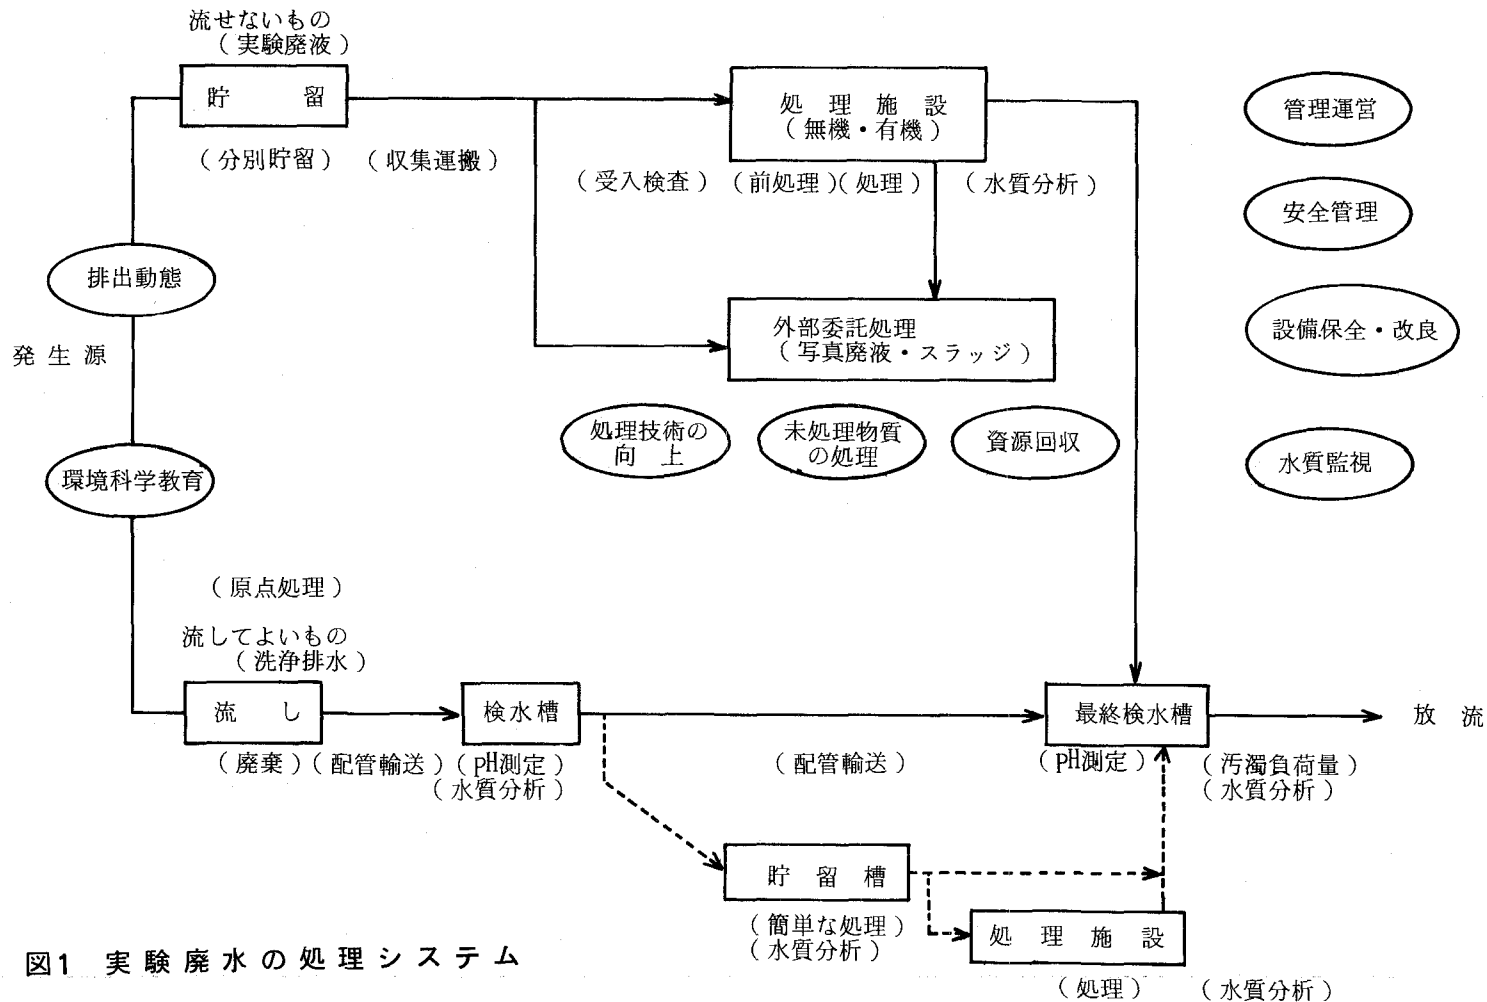 流せないもの
(実験廃液)
貯留
(分別貯留)
(収集運搬)
処理施設
(無機・有機)
(受入検査)
(前処理)(処理)
(水質分析)
外部委託処理
(写真廃液・スラッジ)
処理技術の
向上
未処理物質
の処理
資源回収
管理運営
安全管理
設備保全・改良
水質監視
排出動態
発生源
環境科学教育
(原点処理)
流してよいもの
(洗浄排水)
流し
(廃棄)
(配管輸送)
検水槽
(pH測定)
(水質分析)
(配管輸送)
最終検水槽
(pH測定)
放流
(汚濁負荷量)
(水質分析)
貯留槽
(簡単な処理)
(水質分析)
処理施設
(処理)
(水質分析)
図1 実験廃水の処理システム